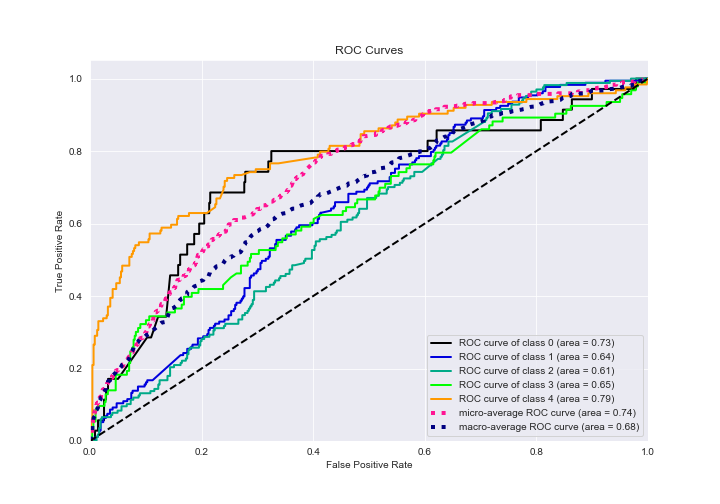 ROC Curves
True Positive Rate
1.0
0.8
0.6
0.4
0.2
0.0
0.0 0.2 0.4 0.6 0.8 1.0
False Positive Rate
ROC curve of class 0 (area = 0.73)
ROC curve of class 1 (area = 0.64)
ROC curve of class 2 (area = 0.61)
ROC curve of class 3 (area = 0.65)
ROC curve of class 4 (area = 0.79)
micro-average ROC curve (area = 0.74)
macro-average ROC curve (area = 0.68)